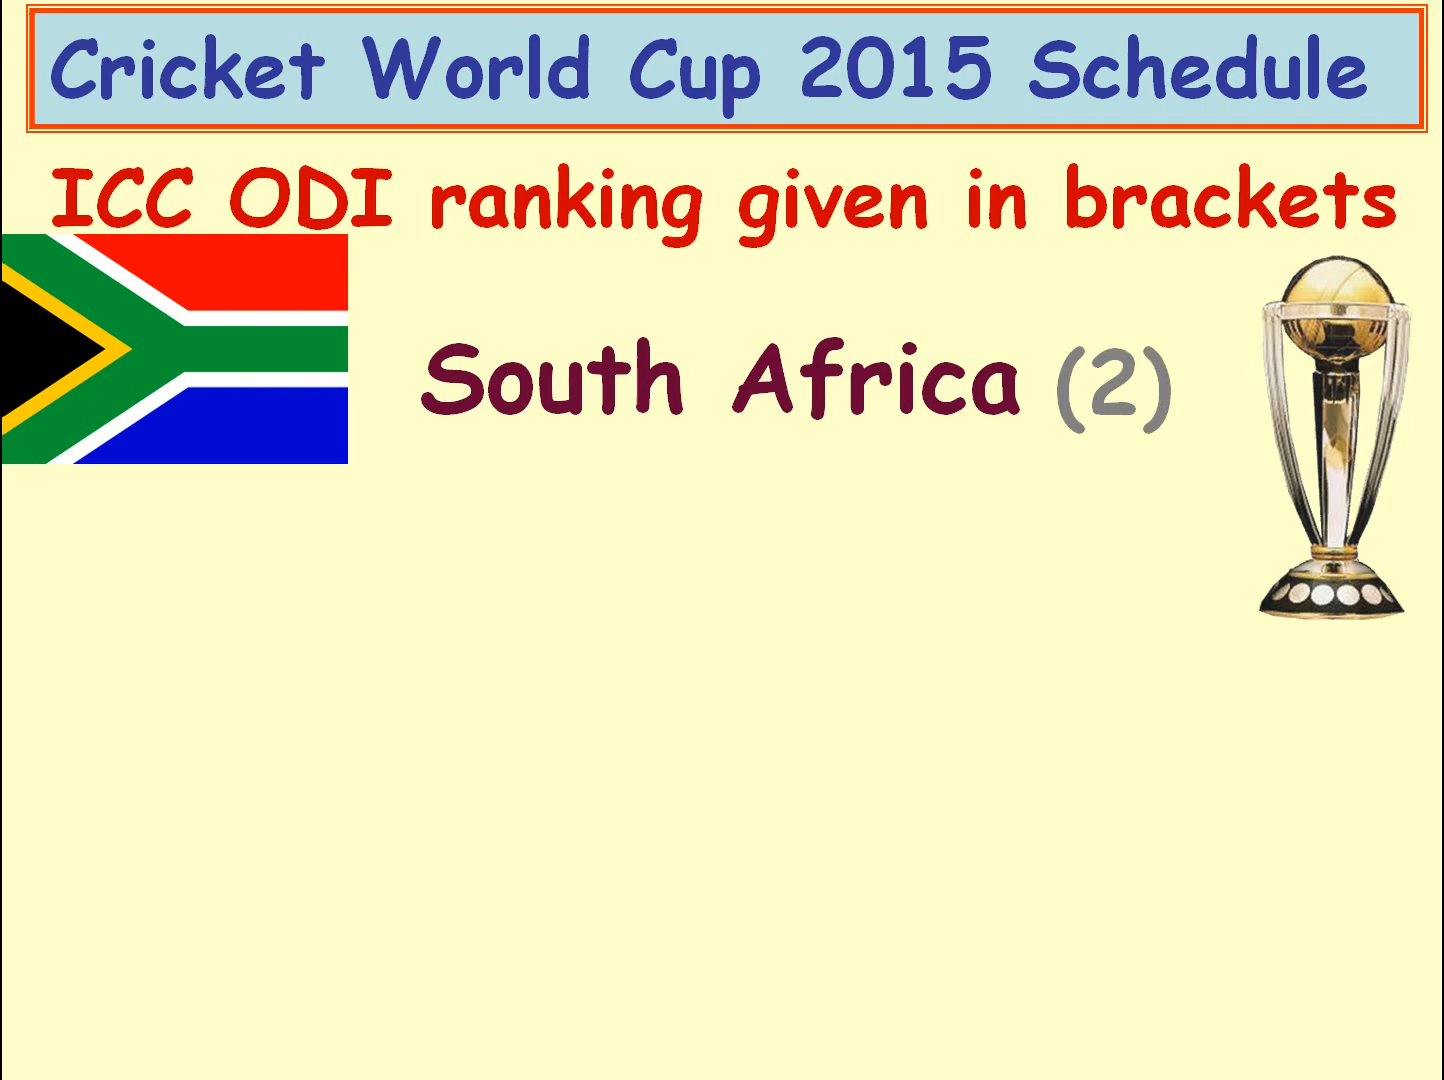 Cricket World Cup 2015 Schedule
ICC ODI ranking given in brackets
South Africa (2)